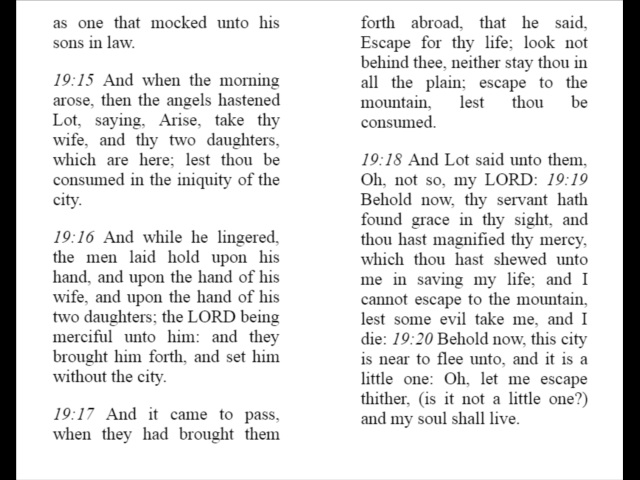 as one that mocked unto his
sons in law.
19:15 And when the morning
arose, then the angels hastened
Lot, saying, Arise, take thy
wife, and thy two daughters,
which are here; lest thou be
consumed in the iniquity of the
city.
19:16 And while he lingered,
the men laid hold upon his
hand, and upon the hand of his
wife, and upon the hand of his
two daughters; the LORD being
merciful unto him: and they
brought him forth, and set him
without the city.
19:17 And it came to pass,
when they had brought them
forth abroad, that he said,
Escape for thy life; look not
behind thee, neither stay thou in
all the plain; escape to the
mountain, lest thou be
consumed.
19:18 And Lot said unto them,
Oh, not so, my LORD: 19:19
Behold now, thy servant hath
found grace in thy sight, and
thou hast magnified thy mercy,
which thou hast shewed unto
me in saving my life; and I
cannot escape to the mountain,
lest some evil take me, and I
die: 19:20 Behold now, this city
is near to flee unto, and it is a
little one: Oh, let me escape
thither, (is it not a little one?)
and my soul shall live.